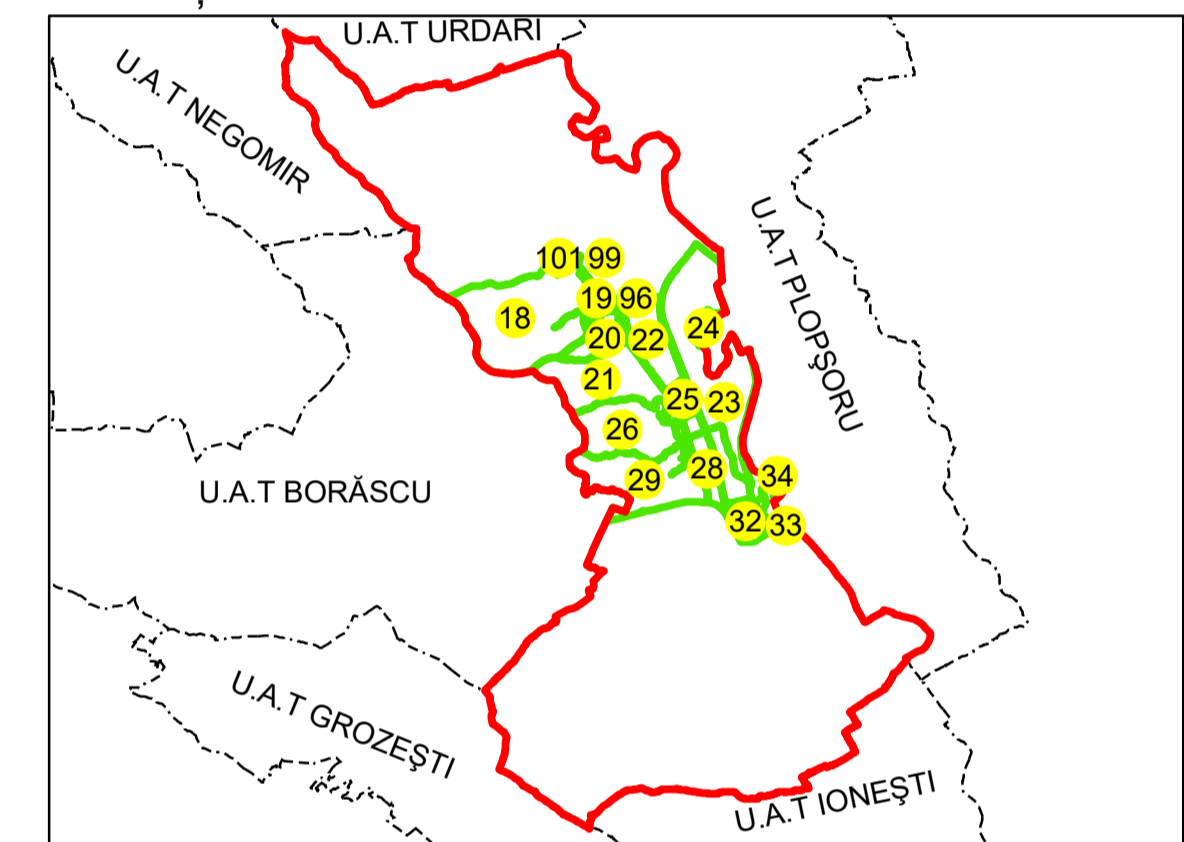 U.A.T URDARI
U.A.T NEGOMIR
U.A.T PLOPŞORU
101 99
19 96
18
24
20 22
21
25 23
26
28
34
29
32 33
U.A.T BORĂSCU
U.A.T GROZEŞTI
U.A.T IONEŞTI